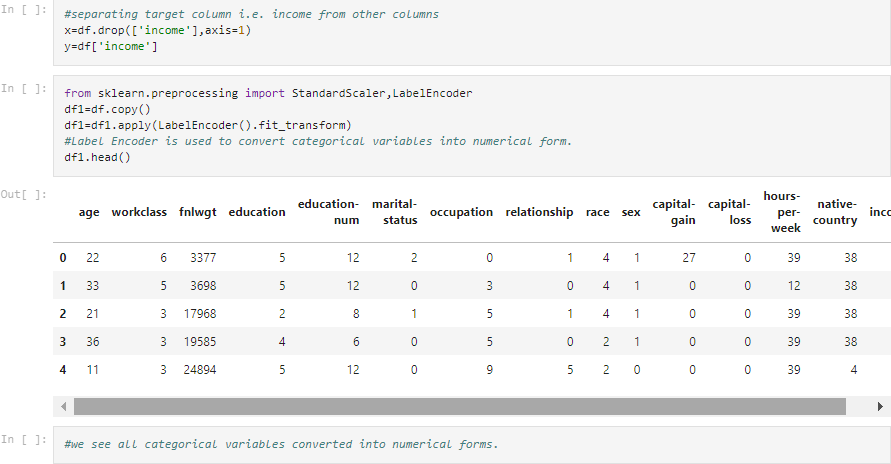 In [ ]:
#separating target column i.e. income from other columns
x=df.drop(['income'],axis=1)
y=df['income']
In [ ]:
from sklearn.preprocessing import StandardScaler,LabelEncoder
df1=df.copy()
df1=df1.apply(LabelEncoder().fit_transform)
#Label Encoder is used to convert categorical variables into numerical form.
df1.head()
Out[ ]:
age workclass fnlwgt education education-num marital-status occupation relationship race sex capital-gain capital-loss hours-per-week native-country inco
0 22 6 3377 5 12 2 0 1 4 1 27 0 39 38
1 33 5 3698 5 12 0 3 0 4 1 0 0 12 38
2 21 3 17968 2 8 1 5 1 4 1 0 0 39 38
3 36 3 19585 4 6 0 5 0 2 1 0 0 39 38
4 11 3 24894 5 12 0 9 5 2 0 0 0 39 4
In [ ]:
#we see all categorical variables converted into numerical forms.